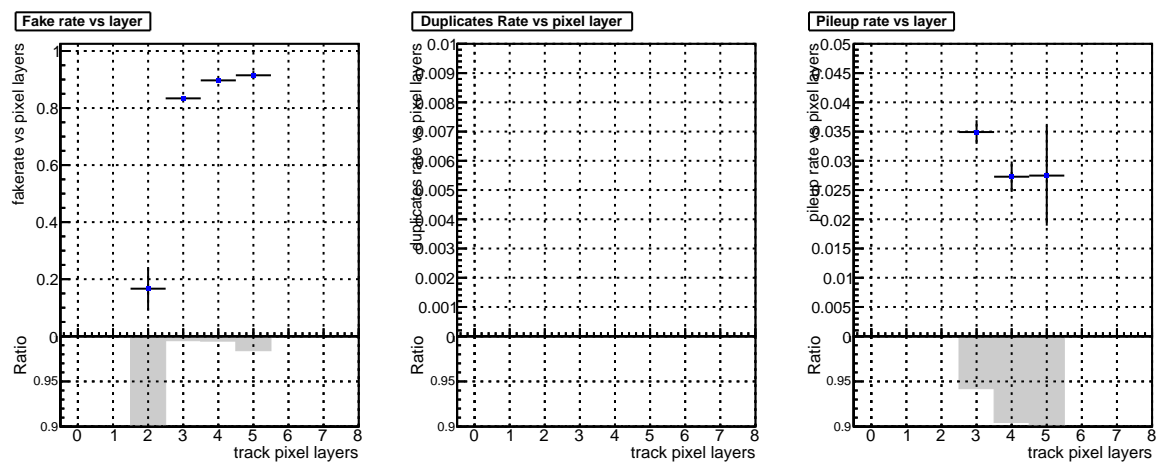 Fake rate vs layer
fakerate vs pixel layers
1
0.8
0.6
0.4
0.2
0
Ratio
0.95
0.9
0 1 2 3 4 5 6 7 8
track pixel layers
Duplicates Rate vs pixel layer
duplicates rate vs pixel layers
0.01
0.009
0.008
0.007
0.006
0.005
0.004
0.003
0.002
0.001
0
Ratio
0.95
0.9
0 1 2 3 4 5 6 7 8
track pixel layers
Pileup rate vs layer
pileup rate vs pixel layers
0.05
0.045
0.04
0.035
0.03
0.025
0.02
0.015
0.01
0.005
0
Ratio
0.95
0.9
0 1 2 3 4 5 6 7 8
track pixel layers